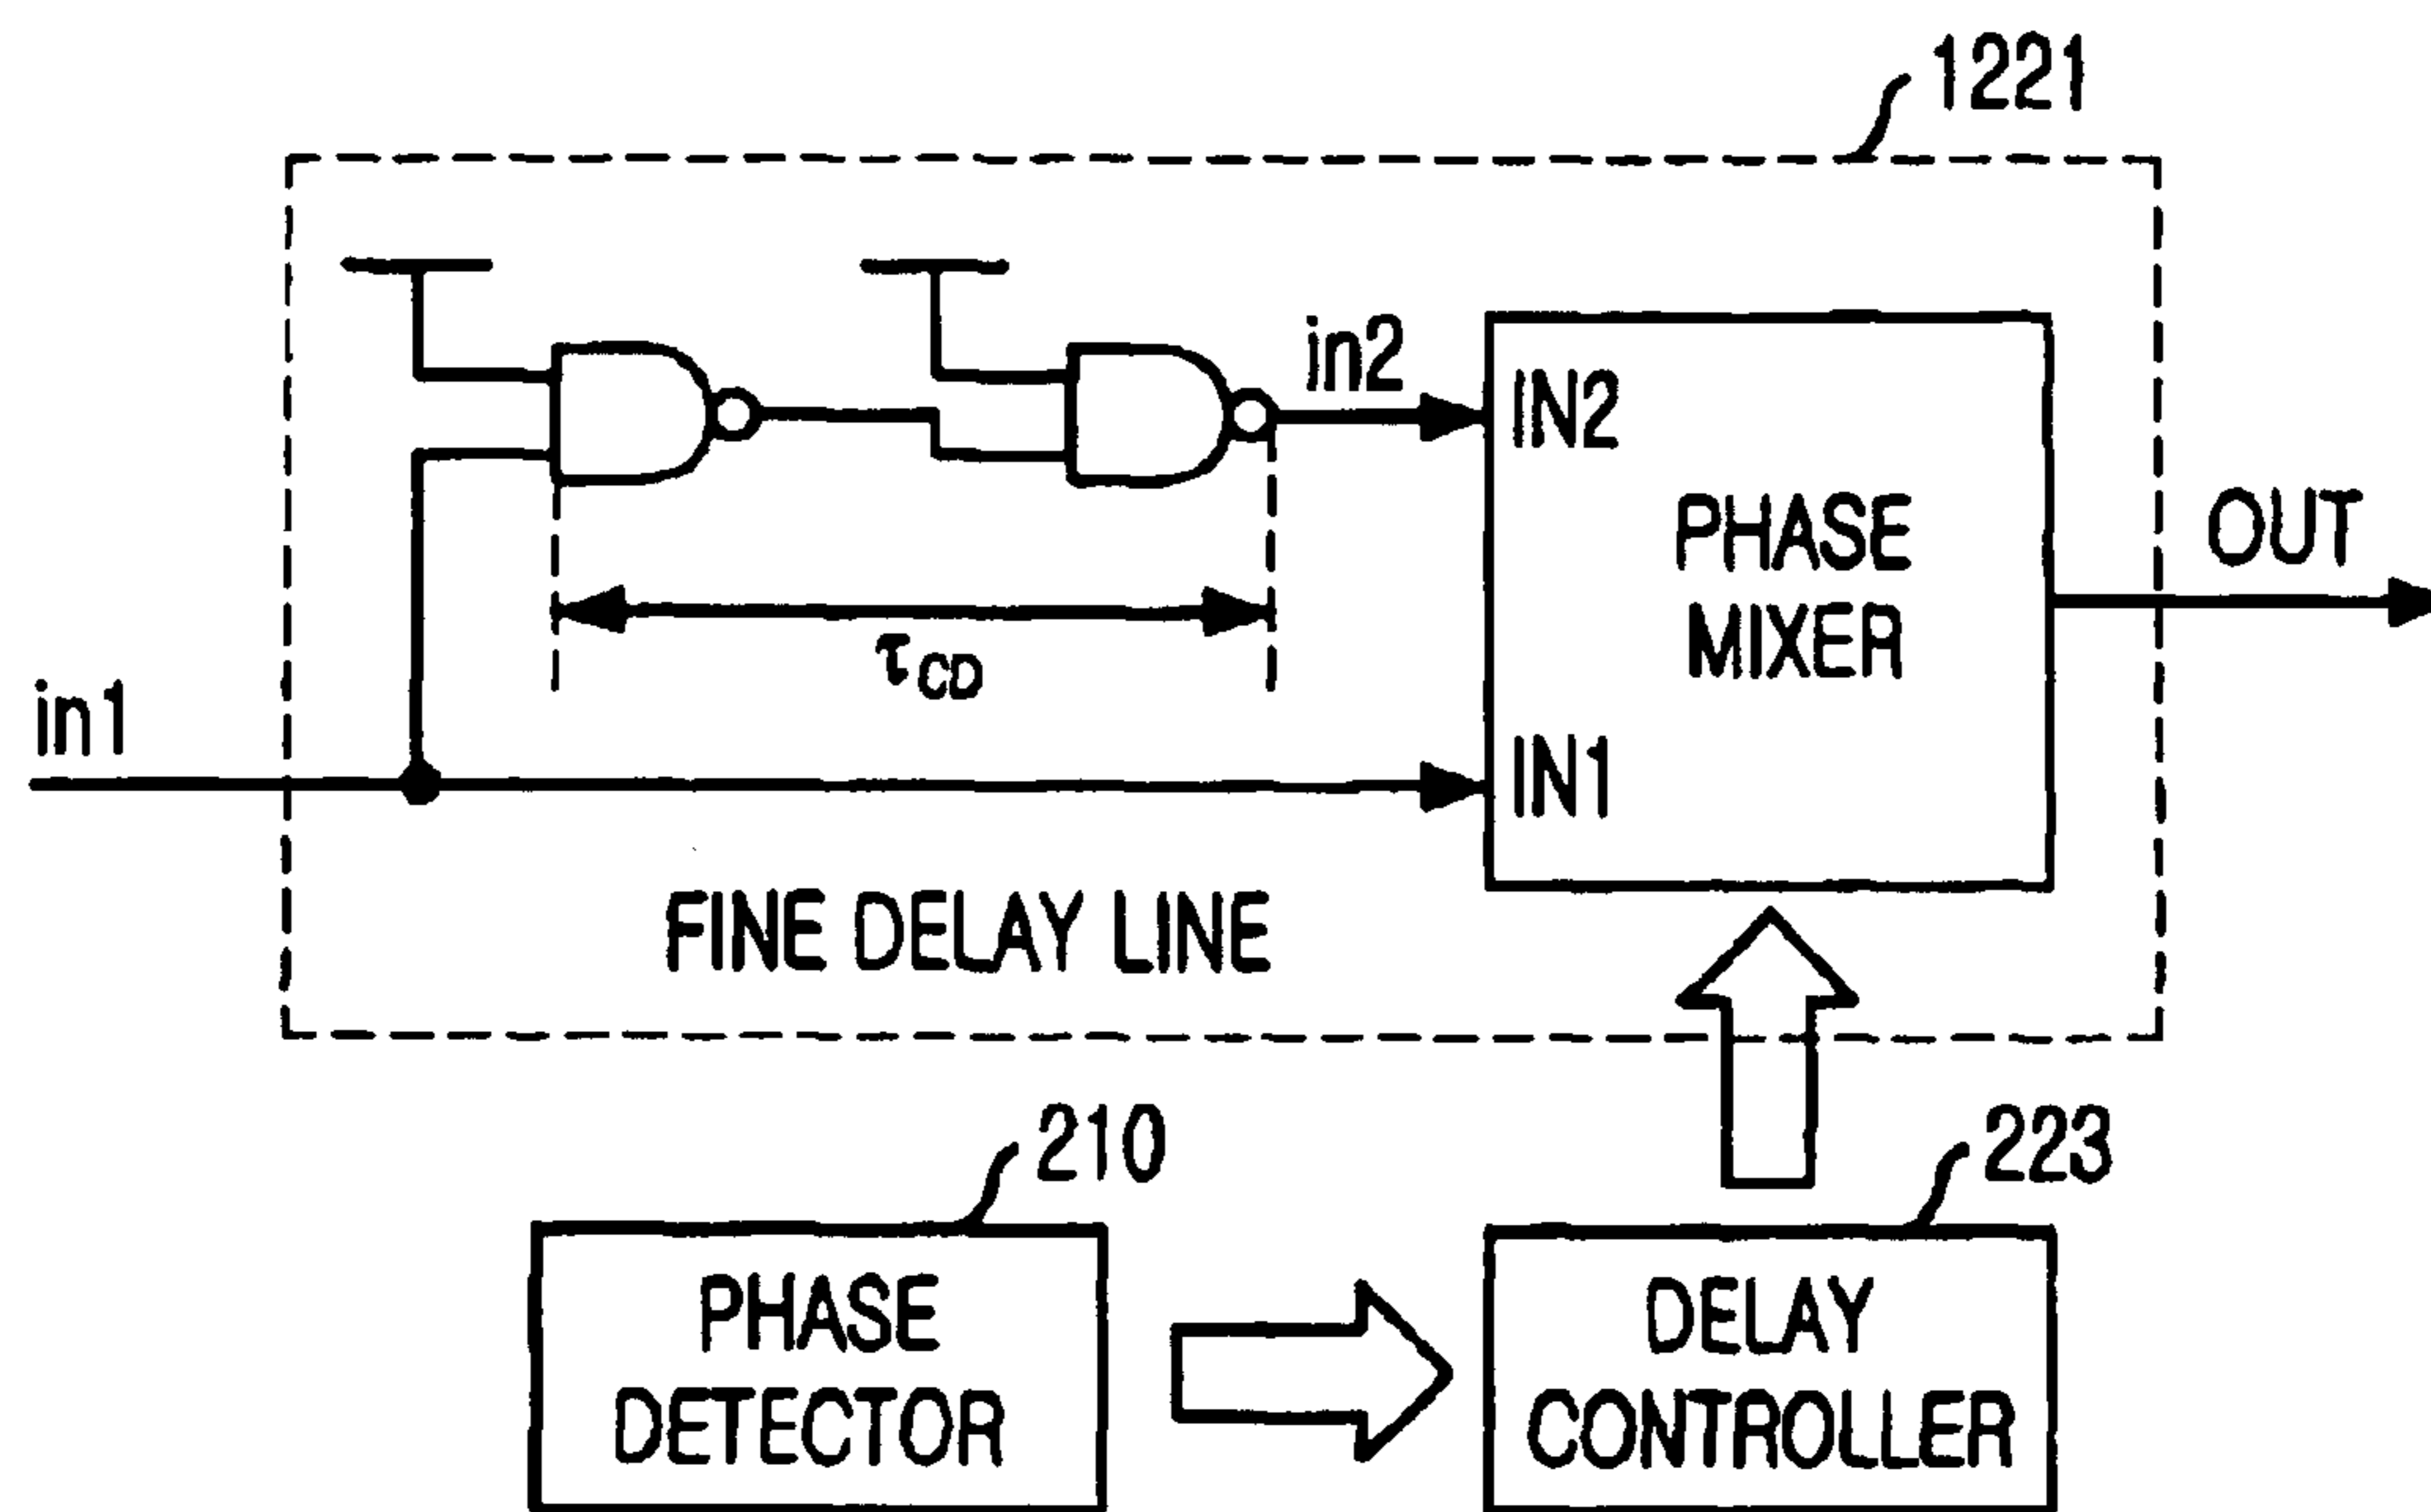 1221
in2
IN2
PHASE
MIXER
OUT
τCD
in1
IN1
FINE DELAY LINE
210
223
PHASE
DETECTOR
DELAY
CONTROLLER